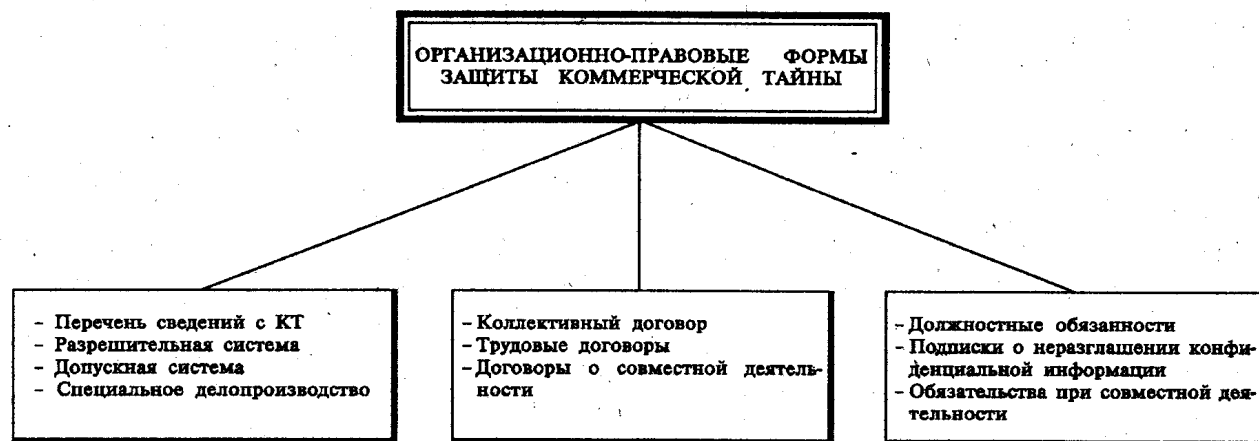 ОРГАНИЗАЦИОННО-ПРАВОВЫЕ ФОРМЫ
ЗАЩИТЫ КОММЕРЧЕСКОЙ ТАЙНЫ
- Перечень сведений с КТ
- Разрешительная система
- Допускная система
- Специальное делопроизводство
- Коллективный договор
- Трудовые договоры
- Договоры о совместной деятель-
ности
- Должностные обязанности
- Подписки о неразглашении конфи-
денциальной информации
- Обязательства при совместной дея-
тельности